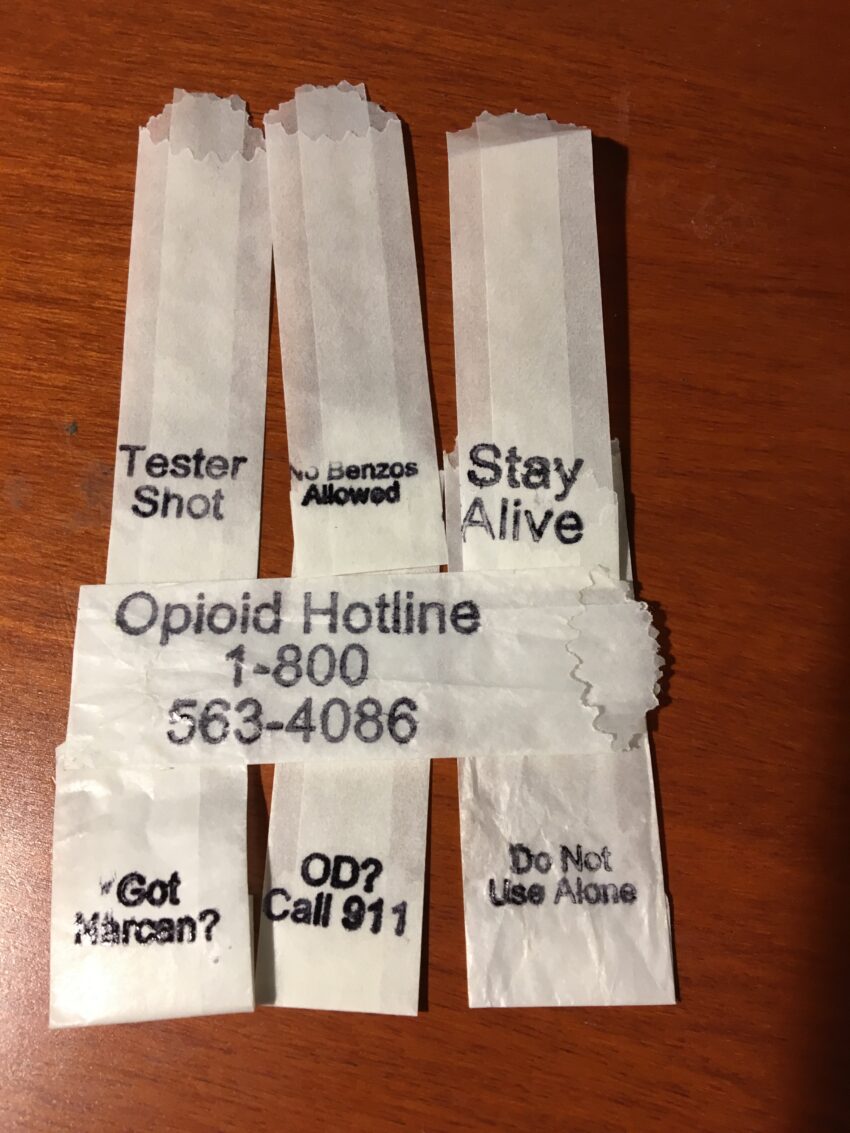 Tester
Shot
No Benzos
Allowed
Stay
Alive
Opioid Hotline
1-800
563-4086
Got
Narcan?
OD?
Call 911
Do Not
Use Alone